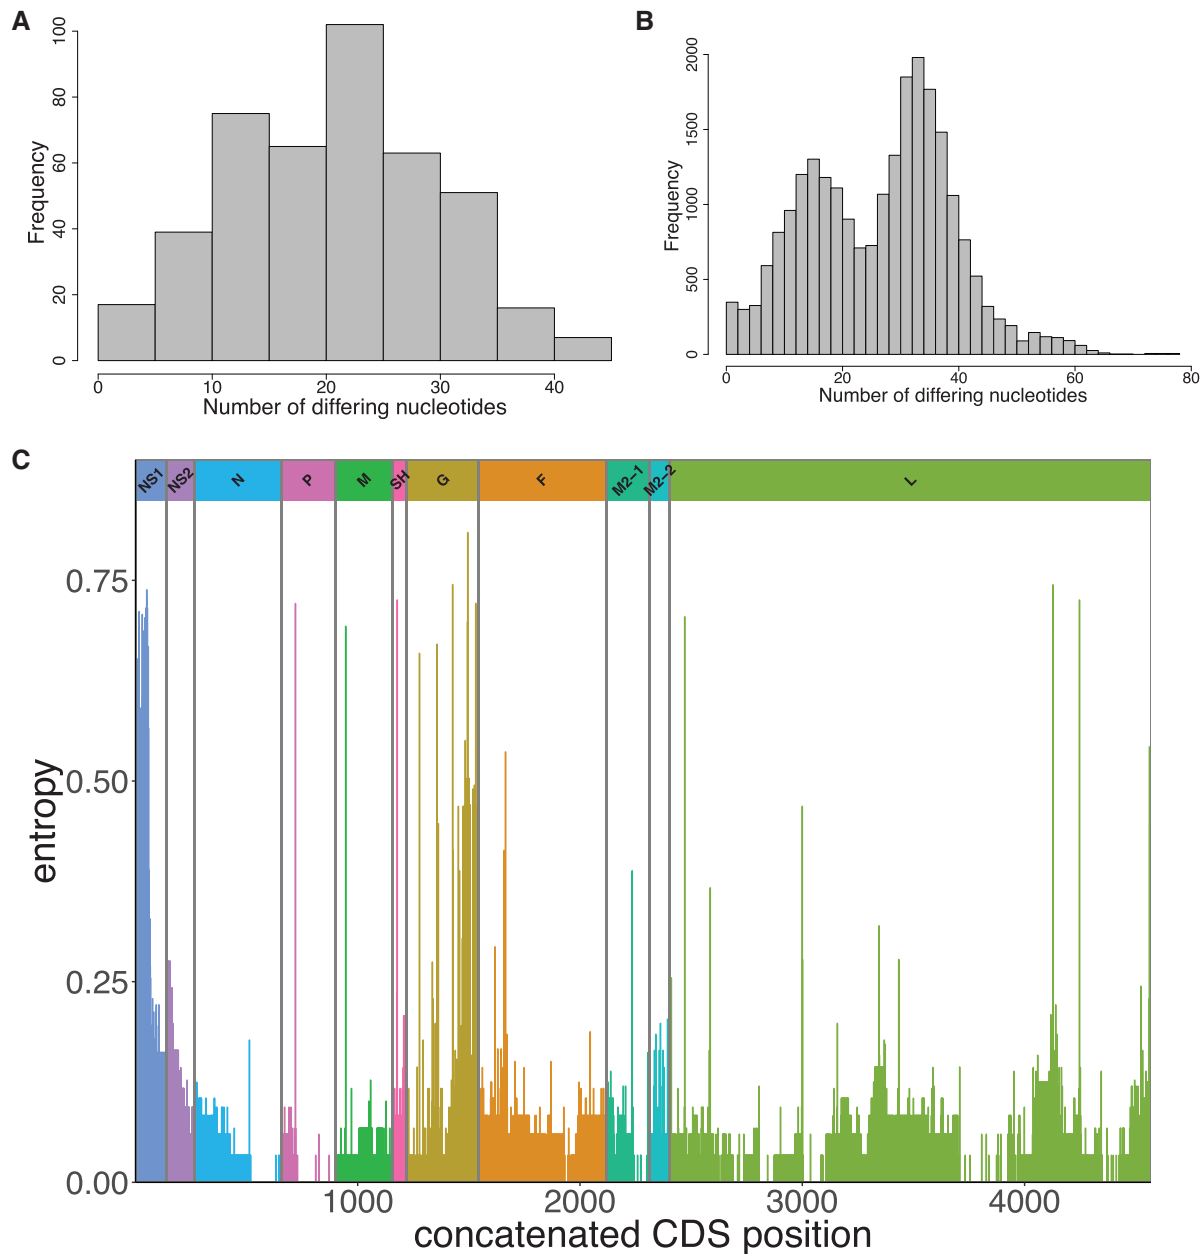 A
Frequency
0
20
40
60
80
100
0 10 20 30 40
Number of differing nucleotides
B
Frequency
0
500
1000
1500
2000
0 20 40 60 80
Number of differing nucleotides
C
NS1 NS2 N P M SH G F M2-1 M2-2 L
entropy
0.75
0.50
0.25
0.00
1000 2000 3000 4000
concatenated CDS position